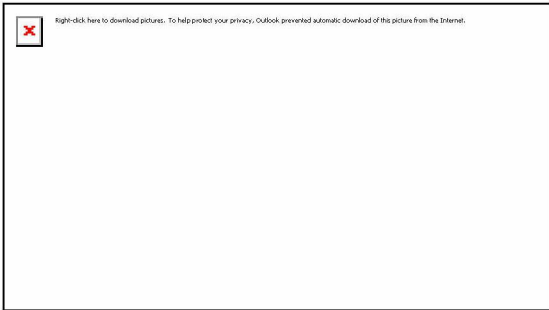 Right-click here to download pictures. To help protect your privacy, Outlook prevented automatic download of this picture from the Internet.